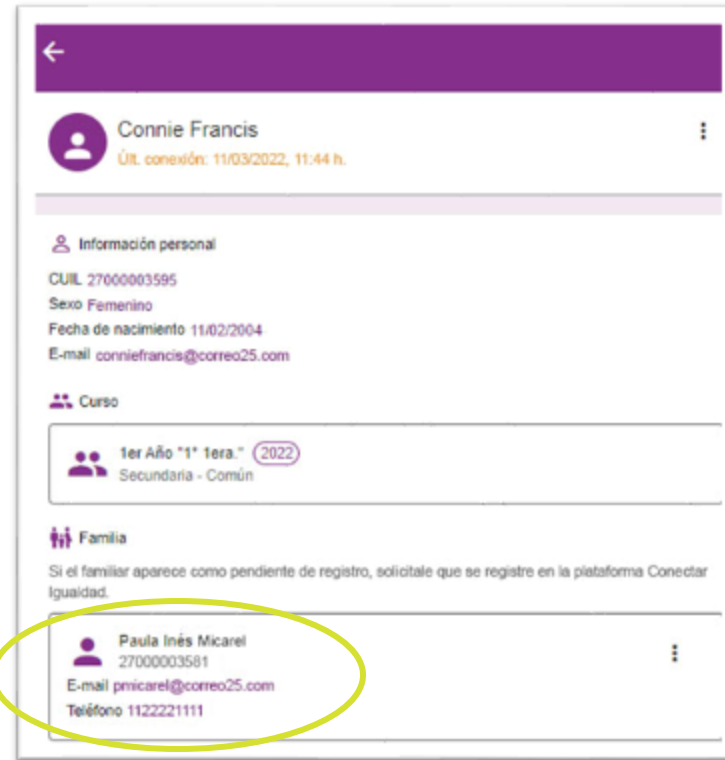 Connie Francis
Últ. conexión: 11/03/2022, 11:44 h.
Información personal
CUIL 27000003595
Sexo Femenino
Fecha de nacimiento 11/02/2004
E-mail conniefrancis@correo25.com
Curso
1er Año "1° 1era." 2022
Secundaria - Común
Familia
Si el familiar aparece como pendiente de registro, solicitale que se registre en la plataforma Conectar
Igualdad.
Paula Inés Micarel
27000003581
E-mail pmicarel@correo25.com
Teléfono 1122221111